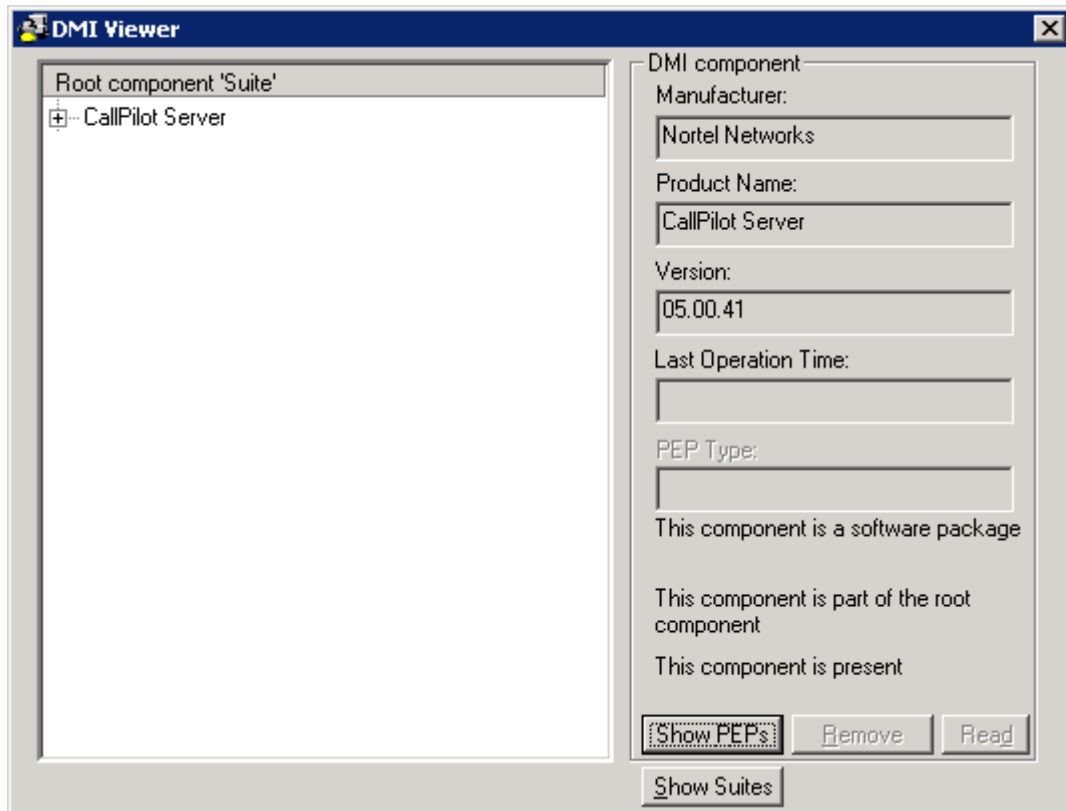 DMI Viewer
Root component 'Suite'
CallPilot Server
DMI component
Manufacturer:
Nortel Networks
Product Name:
CallPilot Server
Version:
05.00.41
Last Operation Time:
PEP Type:
This component is a software package
This component is part of the root
component
This component is present
Show PEPs Remove Read
Show Suites